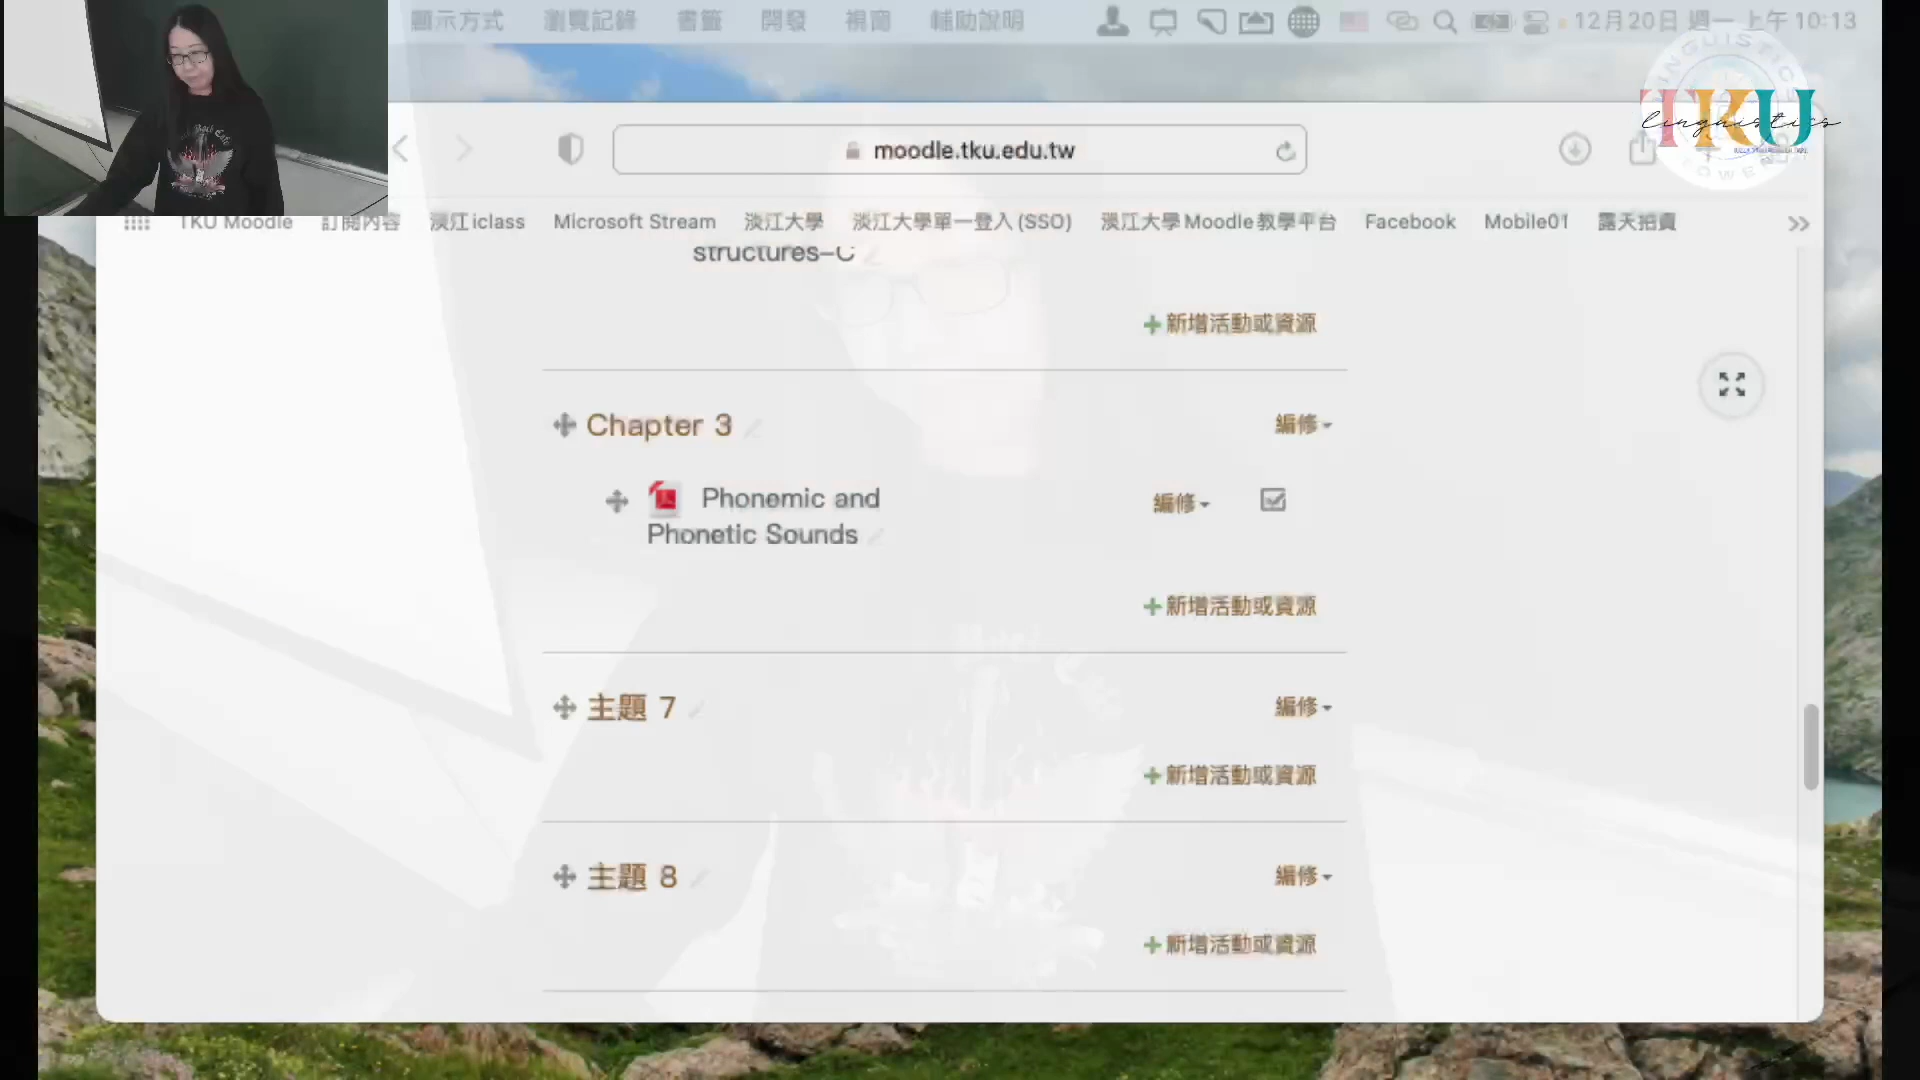 顯示方式 瀏覽記錄 書籤 開發 視窗 輔助說明 12月20日 週一 上午 10:13
TKU
linguistics
moodle.tku.edu.tw
TKU Moodle 訂閱內容 淡江iclass Microsoft Stream 淡江大學 淡江大學單一登入 (SSO) 淡江大學Moodle教學平台 Facebook Mobile01 露天拍賣
structures-C
新增活動或資源
Chapter 3 編修
Phonemic and 編修
Phonetic Sounds
新增活動或資源
主題 7 編修
新增活動或資源
主題 8 編修
新增活動或資源